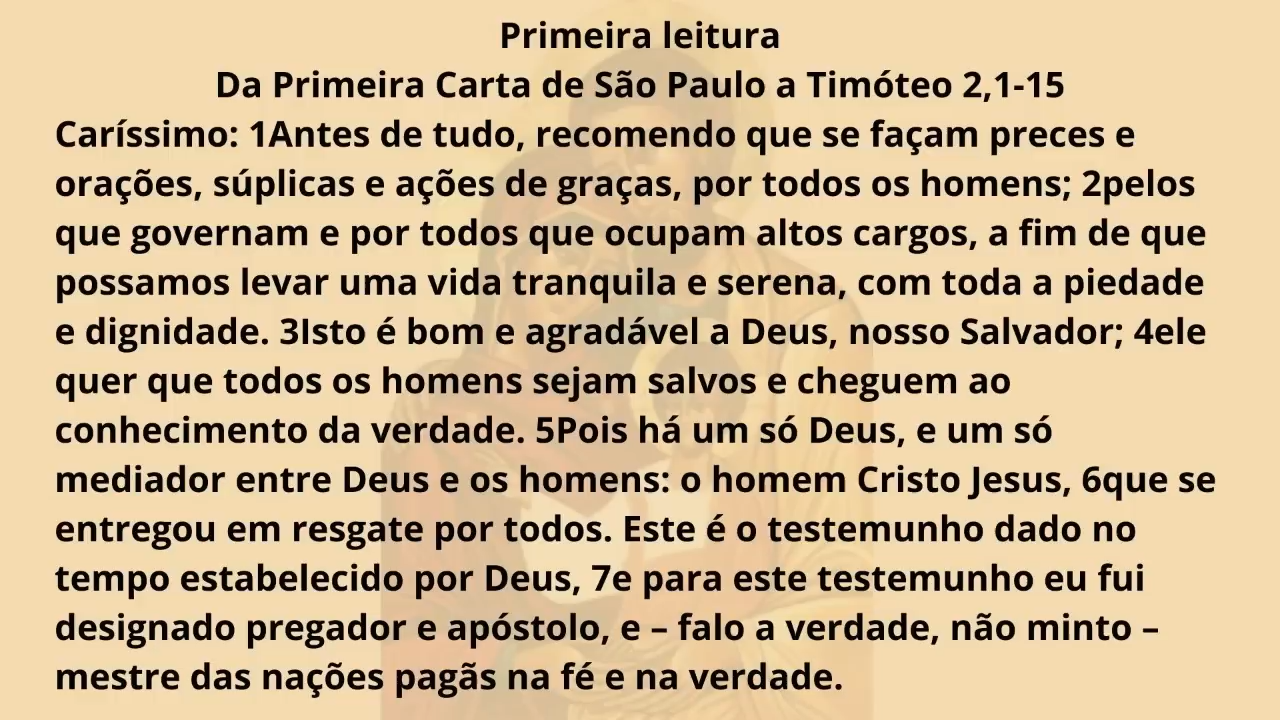 Primeira leitura
Da Primeira Carta de São Paulo a Timóteo 2,1-15
Caríssimo: 1Antes de tudo, recomendo que se façam preces e
orações, súplicas e ações de graças, por todos os homens; 2pelos
que governam e por todos que ocupam altos cargos, a fim de que
possamos levar uma vida tranquila e serena, com toda a piedade
e dignidade. 3Isto é bom e agradável a Deus, nosso Salvador; 4ele
quer que todos os homens sejam salvos e cheguem ao
conhecimento da verdade. 5Pois há um só Deus, e um só
mediador entre Deus e os homens: o homem Cristo Jesus, 6que se
entregou em resgate por todos. Este é o testemunho dado no
tempo estabelecido por Deus, 7e para este testemunho eu fui
designado pregador e apóstolo, e – falo a verdade, não minto –
mestre das nações pagãs na fé e na verdade.